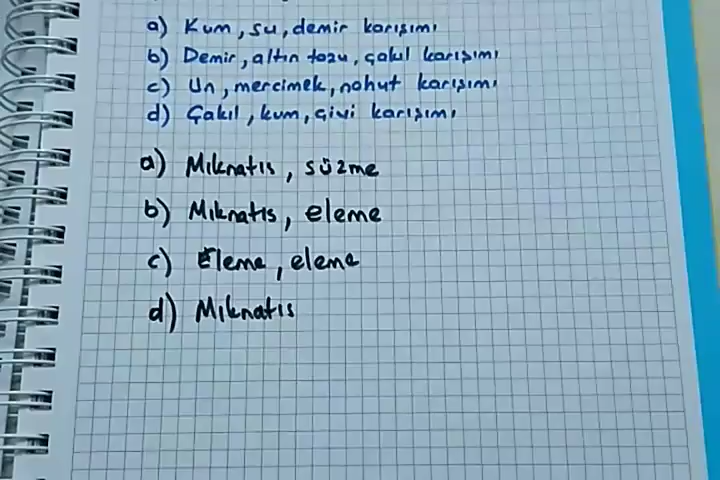 a) Kum, su, demir karışımı
b) Demir, altın tozu, çakıl karışımı
c) Un, mercimek, nohut karışımı
d) Çakıl, kum, çivi karışımı
a) Mıknatıs, süzme
b) Mıknatıs, eleme
c) Eleme, eleme
d) Mıknatıs